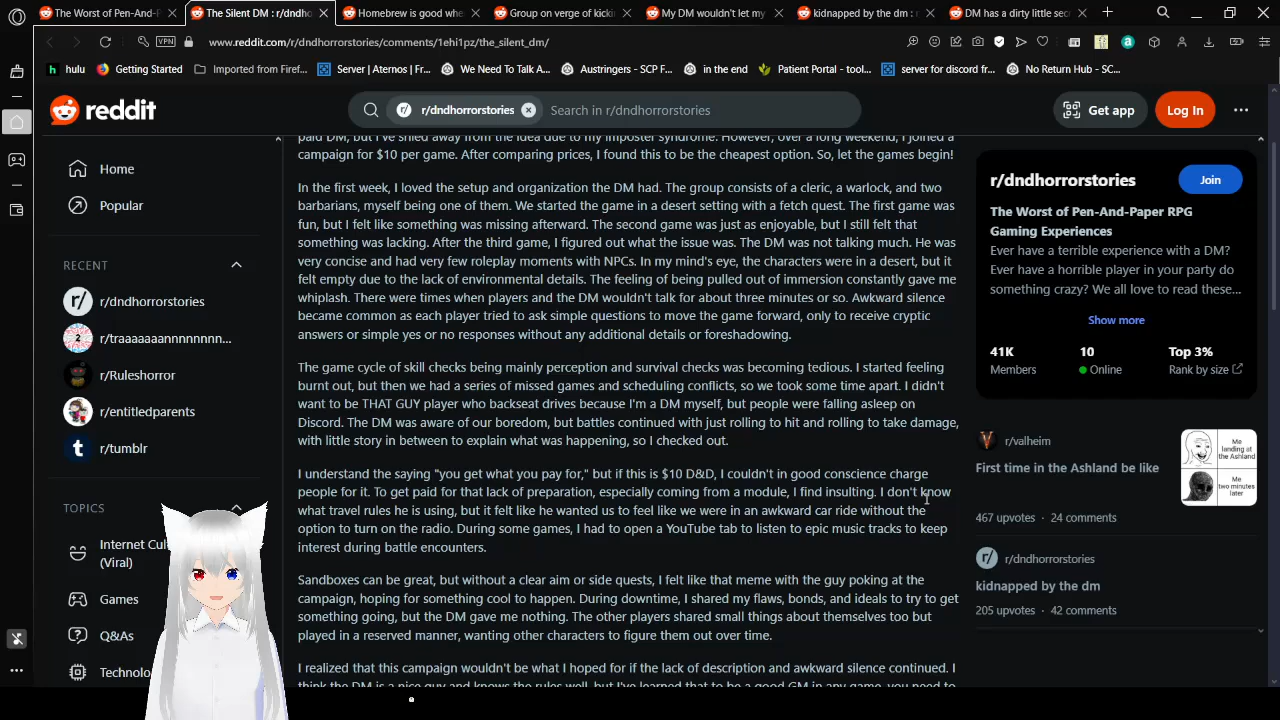 The Worst of Pen-And-P
The Silent DM : r/dndho
Homebrew is good whe
Group on verge of kicki
My DM wouldn't let my
kidnapped by the dm :
DM has a dirty little sec
VPN
www.reddit.com/r/dndhorrorstories/comments/1ehi1pz/the_silent_dm/
hulu
Getting Started
Imported from Firef...
Server | Aternos | Fr...
We Need To Talk A...
Austringers - SCP F...
in the end
Patient Portal - tool...
server for discord fr...
No Return Hub - SC...
reddit
r/dndhorrorstories
Search in r/dndhorrorstories
Get app
Log In
Home
Popular
RECENT
r/dndhorrorstories
r/traaaaaaannnnnnnn...
r/Ruleshorror
r/entitledparents
r/tumblr
TOPICS
Internet Cul
(Viral)
Games
Q&As
Technolo
paid DM, but I've shied away from the idea due to my imposter syndrome. However, over a long weekend, I joined a
campaign for $10 per game. After comparing prices, I found this to be the cheapest option. So, let the games begin!
In the first week, I loved the setup and organization the DM had. The group consists of a cleric, a warlock, and two
barbarians, myself being one of them. We started the game in a desert setting with a fetch quest. The first game was
fun, but I felt like something was missing afterward. The second game was just as enjoyable, but I still felt that
something was lacking. After the third game, I figured out what the issue was. The DM was not talking much. He was
very concise and had very few roleplay moments with NPCs. In my mind's eye, the characters were in a desert, but it
felt empty due to the lack of environmental details. The feeling of being pulled out of immersion constantly gave me
whiplash. There were times when players and the DM wouldn't talk for about three minutes or so. Awkward silence
became common as each player tried to ask simple questions to move the game forward, only to receive cryptic
answers or simple yes or no responses without any additional details or foreshadowing.
The game cycle of skill checks being mainly perception and survival checks was becoming tedious. I started feeling
burnt out, but then we had a series of missed games and scheduling conflicts, so we took some time apart. I didn't
want to be THAT GUY player who backseat drives because I'm a DM myself, but people were falling asleep on
Discord. The DM was aware of our boredom, but battles continued with just rolling to hit and rolling to take damage,
with little story in between to explain what was happening, so I checked out.
I understand the saying "you get what you pay for," but if this is $10 D&D, I couldn't in good conscience charge
people for it. To get paid for that lack of preparation, especially coming from a module, I find insulting. I don't know
what travel rules he is using, but it felt like he wanted us to feel like we were in an awkward car ride without the
option to turn on the radio. During some games, I had to open a YouTube tab to listen to epic music tracks to keep
interest during battle encounters.
Sandboxes can be great, but without a clear aim or side quests, I felt like that meme with the guy poking at the
campaign, hoping for something cool to happen. During downtime, I shared my flaws, bonds, and ideals to try to get
something going, but the DM gave me nothing. The other players shared small things about themselves too but
played in a reserved manner, wanting other characters to figure them out over time.
I realized that this campaign wouldn't be what I hoped for if the lack of description and awkward silence continued. I
think the DM is a nice guy and knows the rules well, but I've learned that to be a good GM in any game, you need to
r/dndhorrorstories
Join
The Worst of Pen-And-Paper RPG
Gaming Experiences
Ever have a terrible experience with a DM?
Ever have a horrible player in your party do
something crazy? We all love to read these...
Show more
41K
Members
10
Online
Top 3%
Rank by size
r/valheim
First time in the Ashland be like
467 upvotes · 24 comments
Me
landing at
the Ashland
Me
two minutes
later
r/dndhorrorstories
kidnapped by the dm
205 upvotes · 42 comments